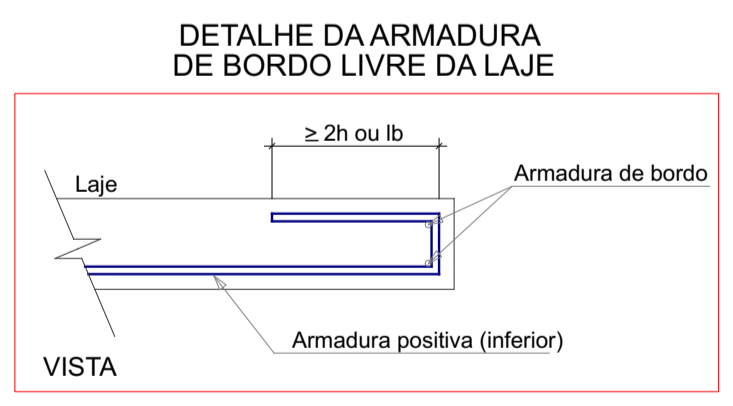 DETALHE DA ARMADURA
DE BORDO LIVRE DA LAJE
≥ 2h ou lb
Laje
Armadura de bordo
Armadura positiva (inferior)
VISTA